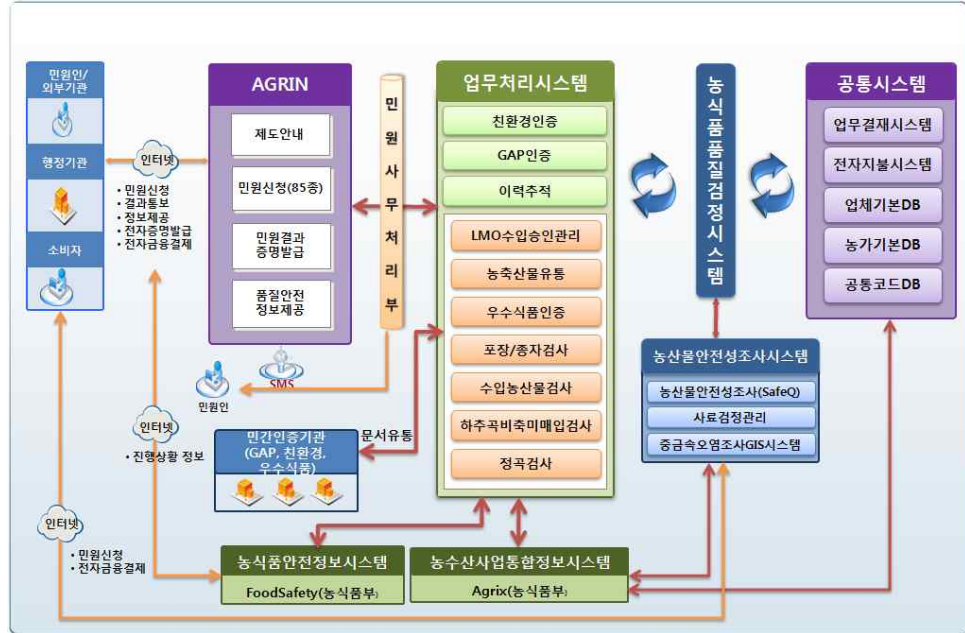 민원인/
외부기관
행정기관
소비자
인터넷
• 민원신청
• 결과통보
• 정보제공
• 전자증명발급
• 전자금융결제
AGRIN
제도안내
민원신청(85종)
민원결과
증명발급
품질안전
정보제공
SMS
민원인
민원사무처리부
업무처리시스템
친환경인증
GAP인증
이력추적
LMO수입승인관리
농축산물유통
우수식품인증
포장/종자검사
수입농산물검사
하추곡비축미매입검사
정곡검사
농식품품질검정시스템
공통시스템
업무결재시스템
전자지불시스템
업체기본DB
농가기본DB
공통코드DB
농산물안전성조사시스템
농산물안전성조사(SafeQ)
사료검정관리
중금속오염조사GIS시스템
인터넷
• 진행상황 정보
민간인증기관
(GAP, 친환경,
우수식품)
문서유통
인터넷
• 민원신청
• 전자금융결제
농식품안전정보시스템
FoodSafety(농식품부)
농수산사업통합정보시스템
Agrix(농식품부)